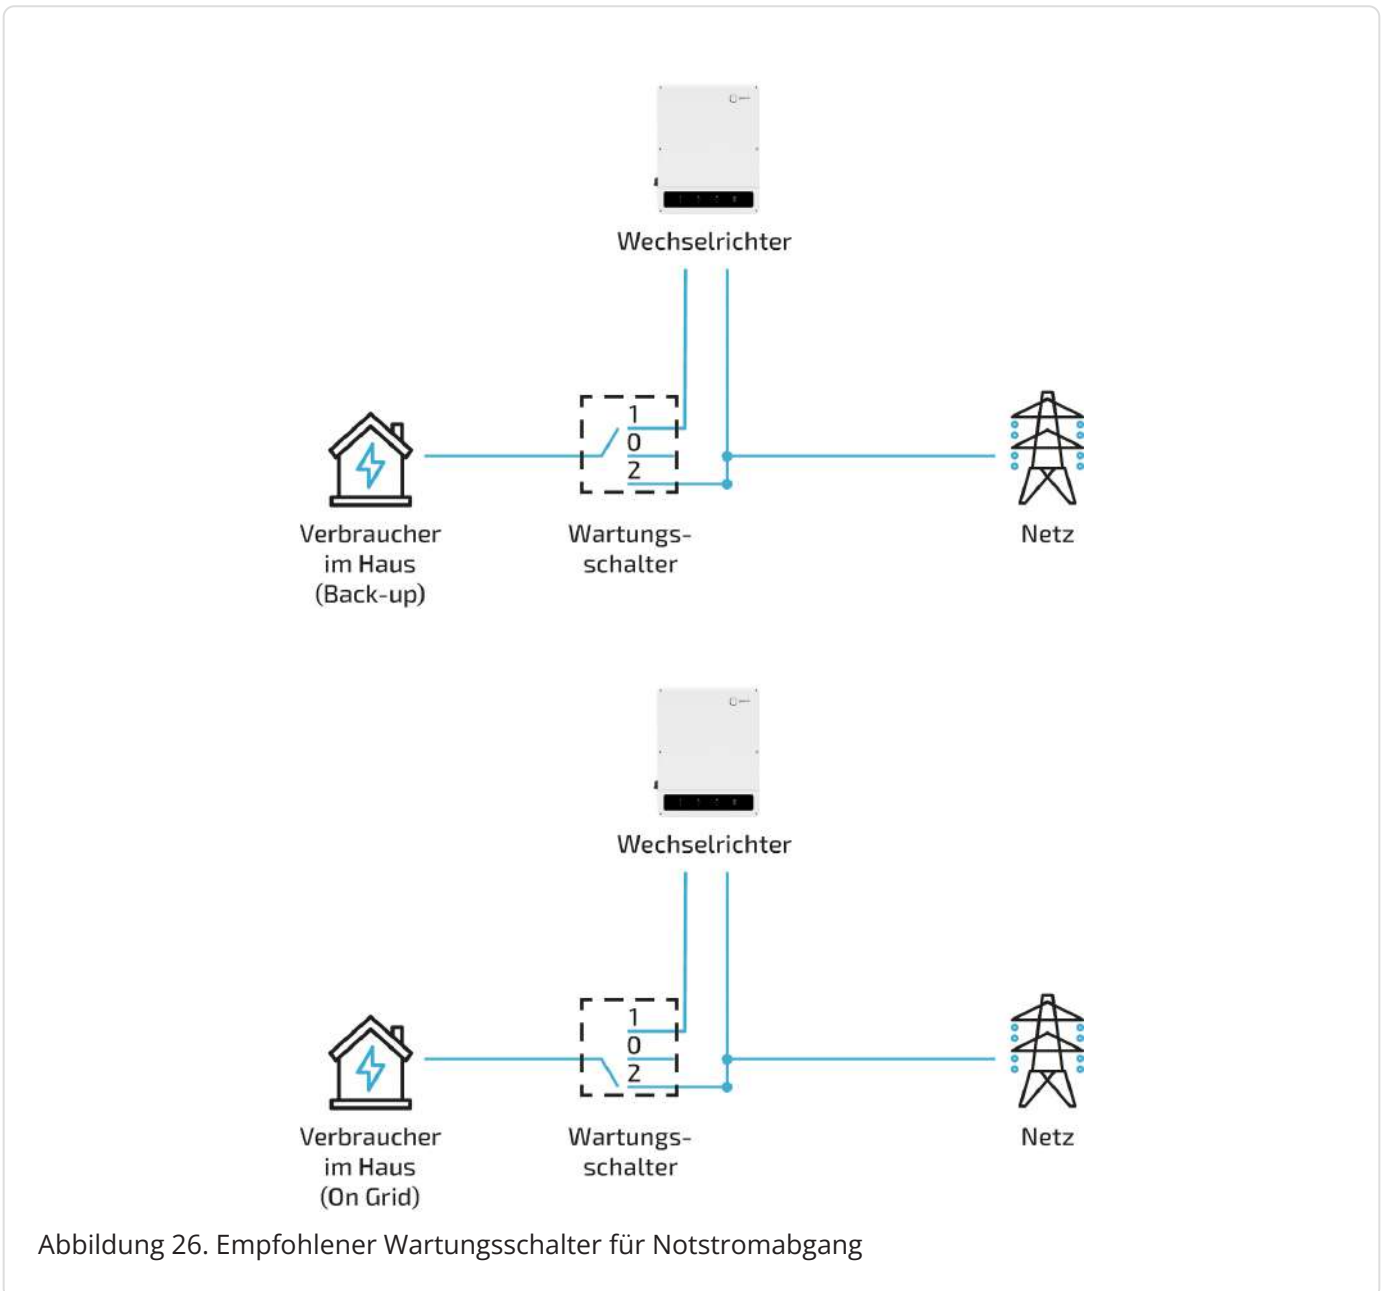 Wechselrichter
1
0
2
Verbraucher
im Haus
(Back-up)
Wartungs-
schalter
Netz
Wechselrichter
1
0
2
Verbraucher
im Haus
(On Grid)
Wartungs-
schalter
Netz
Abbildung 26. Empfohlener Wartungsschalter für Notstromabgang